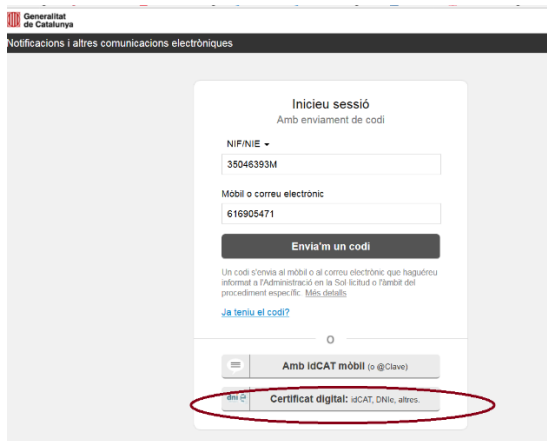 Generalitat
de Catalunya
Notificacions i altres comunicacions electròniques
Inicieu sessió
Amb enviament de codi
NIF/NIE
35046393M
Mòbil o correu electrònic
616905471
Envia'm un codi
Un codi s'envia al mòbil o al correu electrònic que haguéreu
informat a l'Administració en la Sol·licitud o l'àmbit del
procediment específic. Més detalls
Ja teniu el codi?
O
Amb idCAT mòbil (o @Clave)
dni e Certificat digital: idCAT, DNIe, altres.